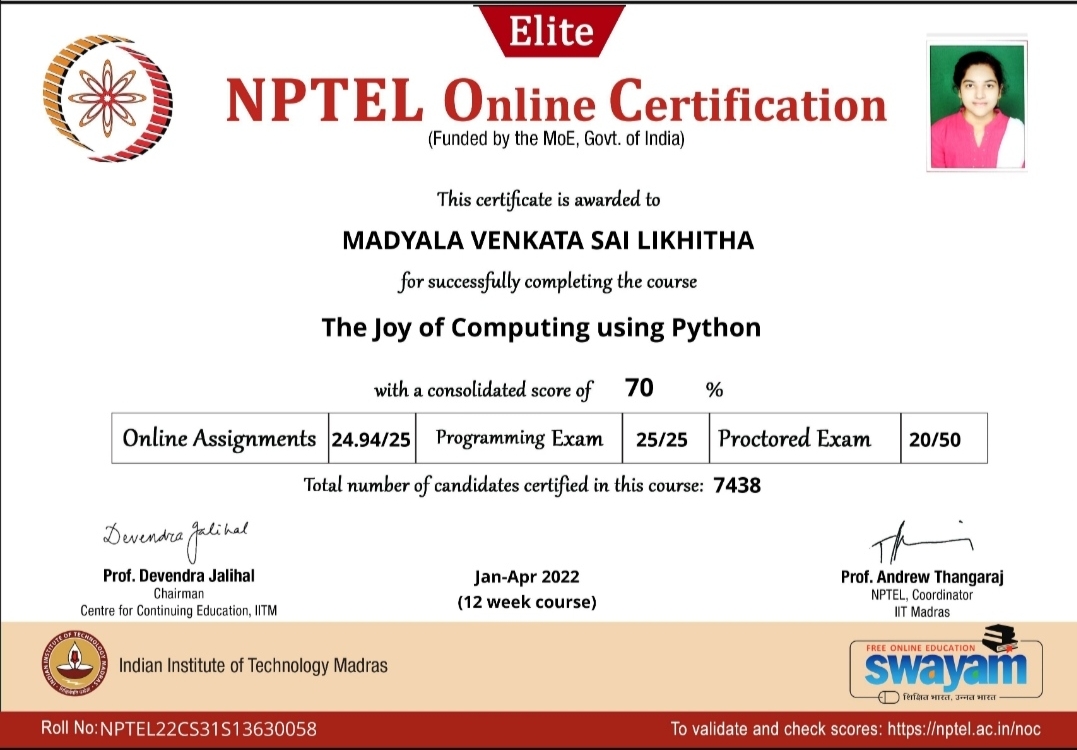 Elite
NPTEL Online Certification
(Funded by the MoE, Govt. of India)
This certificate is awarded to
MADYALA VENKATA SAI LIKHITHA
for successfully completing the course
The Joy of Computing using Python
with a consolidated score of 70 %
Online Assignments 24.94/25 Programming Exam 25/25 Proctored Exam 20/50
Total number of candidates certified in this course: 7438
Devendra Jalihal
Prof. Devendra Jalihal
Chairman
Centre for Continuing Education, IITM
Jan-Apr 2022
(12 week course)
Prof. Andrew Thangaraj
NPTEL, Coordinator
IIT Madras
INDIAN INSTITUTE OF TECHNOLOGY MADRAS
Indian Institute of Technology Madras
FREE ONLINE EDUCATION
swayam
शिक्षित भारत, उन्नत भारत
Roll No: NPTEL22CS31S13630058
To validate and check scores: https://nptel.ac.in/noc